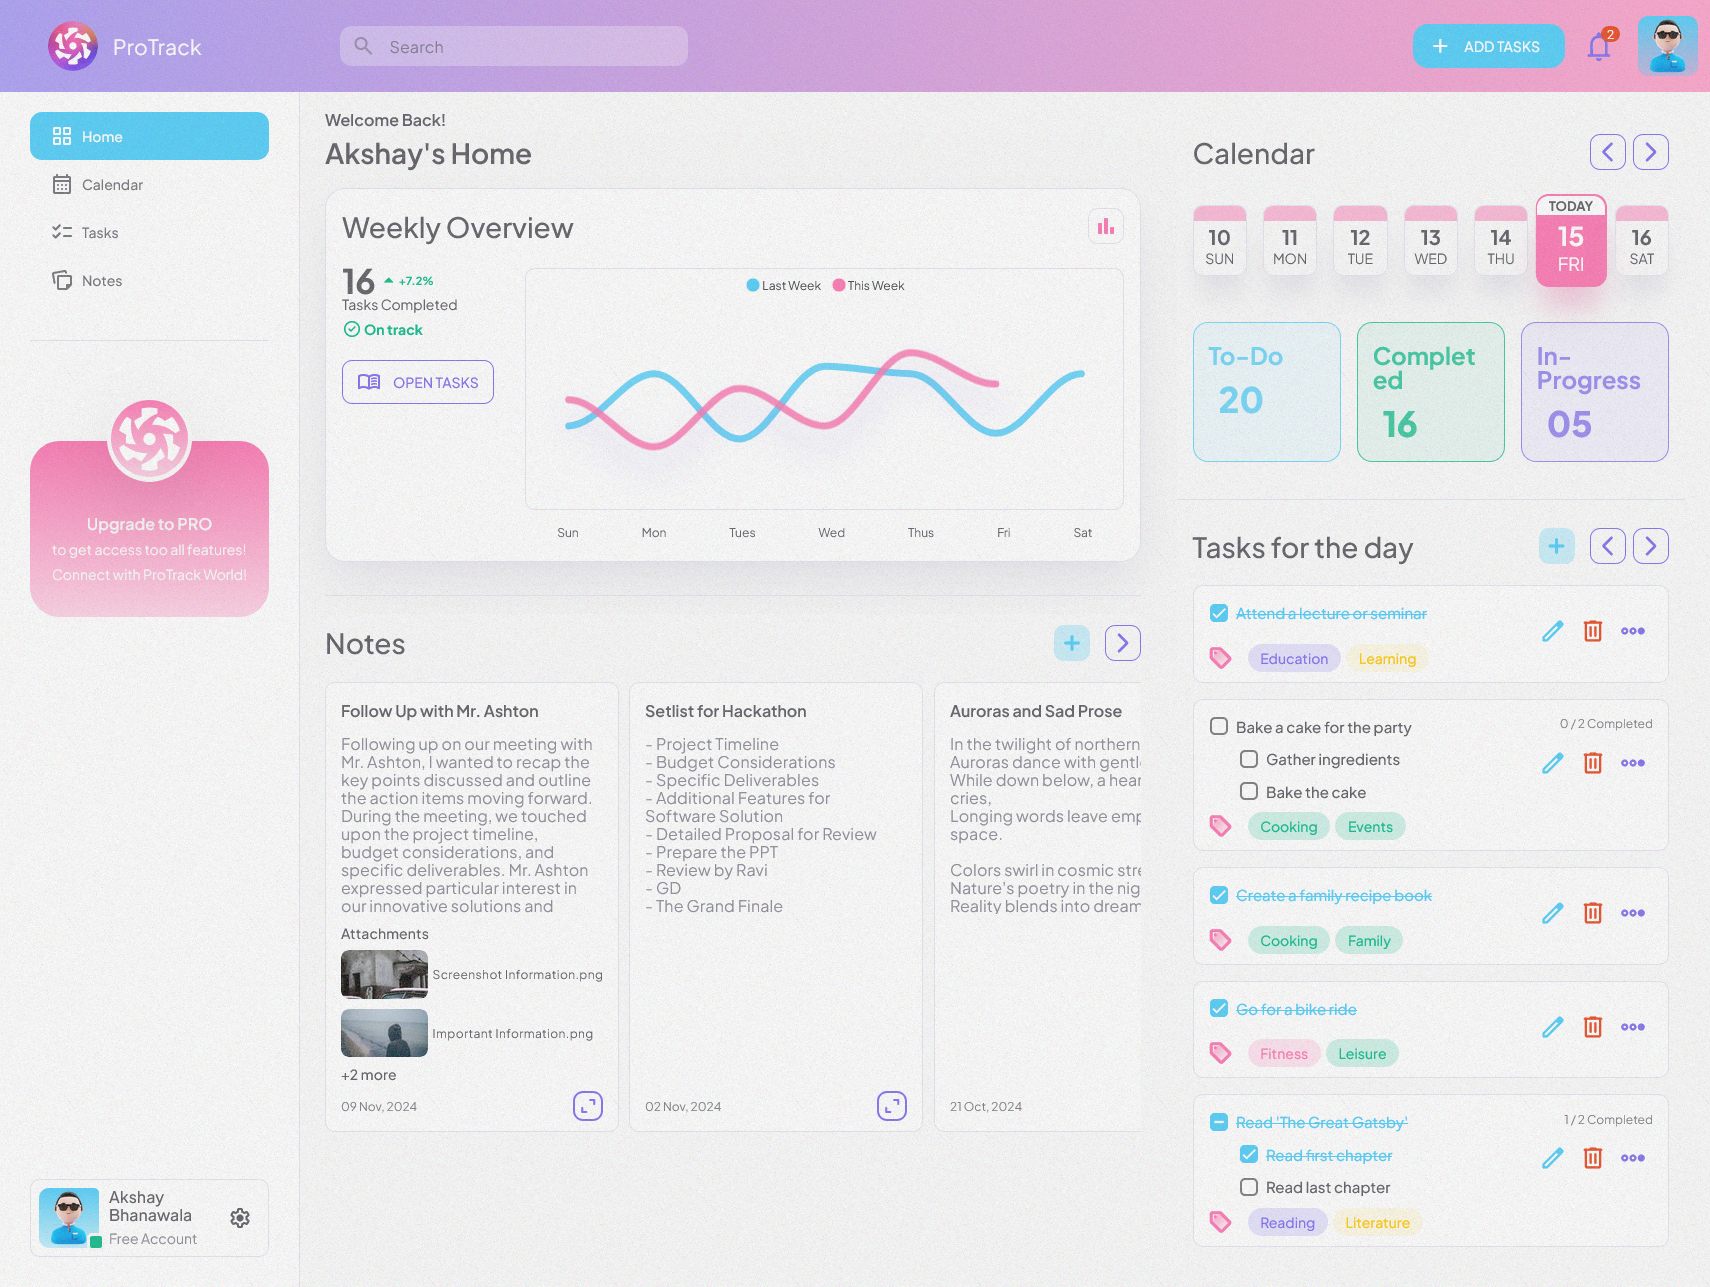 ProTrack
Search
ADD TASKS
2
Home
Calendar
Tasks
Notes
Upgrade to PRO
to get access too all features!
Connect with ProTrack World!
Akshay
Bhanawala
Free Account
Welcome Back!
Akshay's Home
Weekly Overview
16 +7.2%
Tasks Completed
On track
OPEN TASKS
Last Week This Week
Sun Mon Tues Wed Thus Fri Sat
Notes
Follow Up with Mr. Ashton
Following up on our meeting with
Mr. Ashton, I wanted to recap the
key points discussed and outline
the action items moving forward.
During the meeting, we touched
upon the project timeline,
budget considerations, and
specific deliverables. Mr. Ashton
expressed particular interest in
our innovative solutions and
Attachments
Screenshot Information.png
Important Information.png
+2 more
09 Nov, 2024
Setlist for Hackathon
- Project Timeline
- Budget Considerations
- Specific Deliverables
- Additional Features for
Software Solution
- Detailed Proposal for Review
- Prepare the PPT
- Review by Ravi
- GD
- The Grand Finale
02 Nov, 2024
Auroras and Sad Prose
In the twilight of northern
Auroras dance with gentl
While down below, a hear
cries,
Longing words leave emp
space.
Colors swirl in cosmic stre
Nature's poetry in the nig
Reality blends into dream
21 Oct, 2024
Calendar
10 SUN
11 MON
12 TUE
13 WED
14 THU
TODAY
15 FRI
16 SAT
To-Do
20
Complet
ed
16
In-
Progress
05
Tasks for the day
Attend a lecture or seminar
Education Learning
Bake a cake for the party
0 / 2 Completed
Gather ingredients
Bake the cake
Cooking Events
Create a family recipe book
Cooking Family
Go for a bike ride
Fitness Leisure
Read 'The Great Gatsby'
1 / 2 Completed
Read first chapter
Read last chapter
Reading Literature